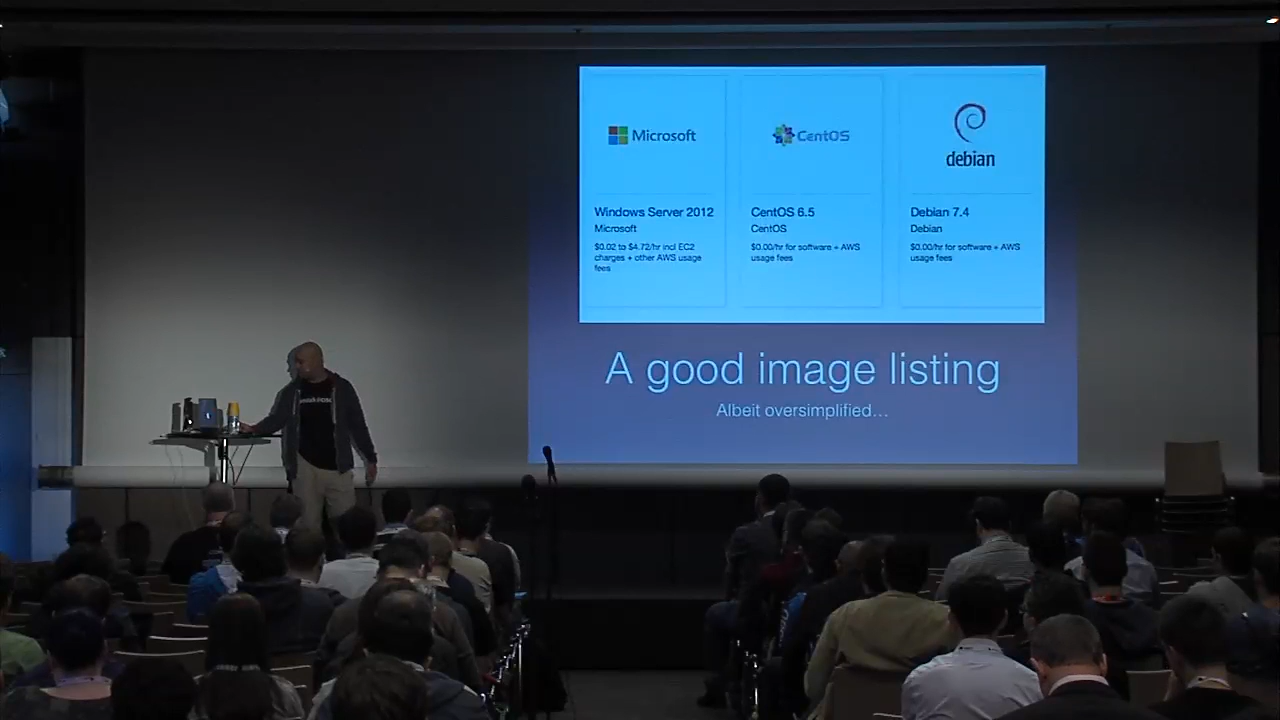 Microsoft
CentOS
debian
Windows Server 2012
Microsoft
$0.02 to $4.72/hr incl EC2
charges + other AWS usage
fees
CentOS 6.5
CentOS
$0.00/hr for software + AWS
usage fees
Debian 7.4
Debian
$0.00/hr for software + AWS
usage fees
A good image listing
Albeit oversimplified...